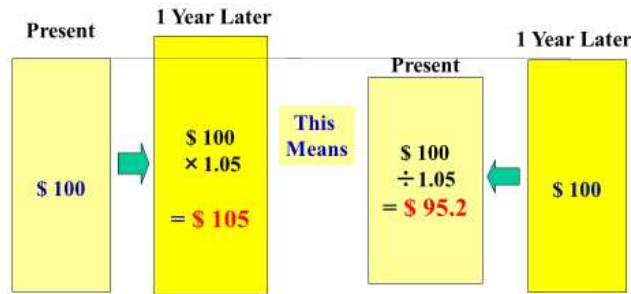 Present
1 Year Later
$ 100
$ 100
× 1.05
= $ 105
This
Means
Present
$ 100
÷ 1.05
= $ 95.2
1 Year Later
$ 100